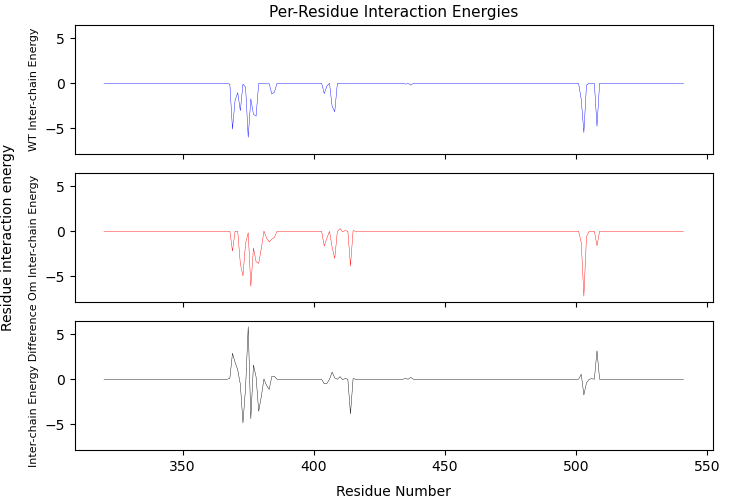 Per-Residue Interaction Energies
Residue interaction energy
WT Inter-chain Energy
5
0
−5
Om Inter-chain Energy
5
0
−5
Inter-chain Energy Difference
5
0
−5
350
400
450
500
550
Residue Number